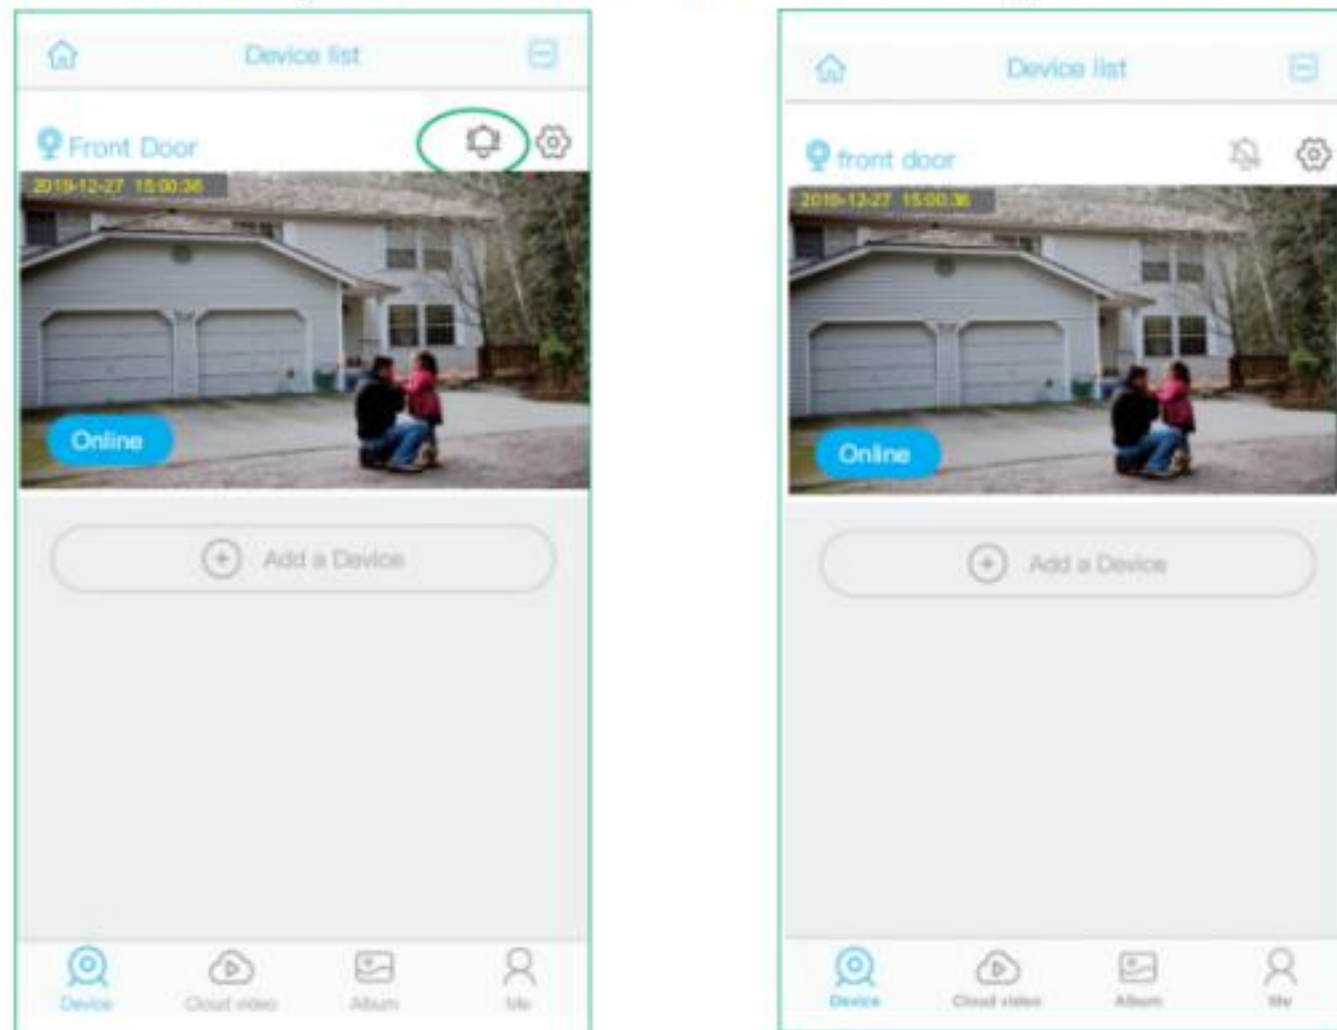 Device list
Front Door
2019-12-27 15:00:36
Online
Add a Device
Device
Cloud video
Album
Me
Device list
front door
2019-12-27 15:00:36
Online
Add a Device
Device
Cloud video
Album
Me